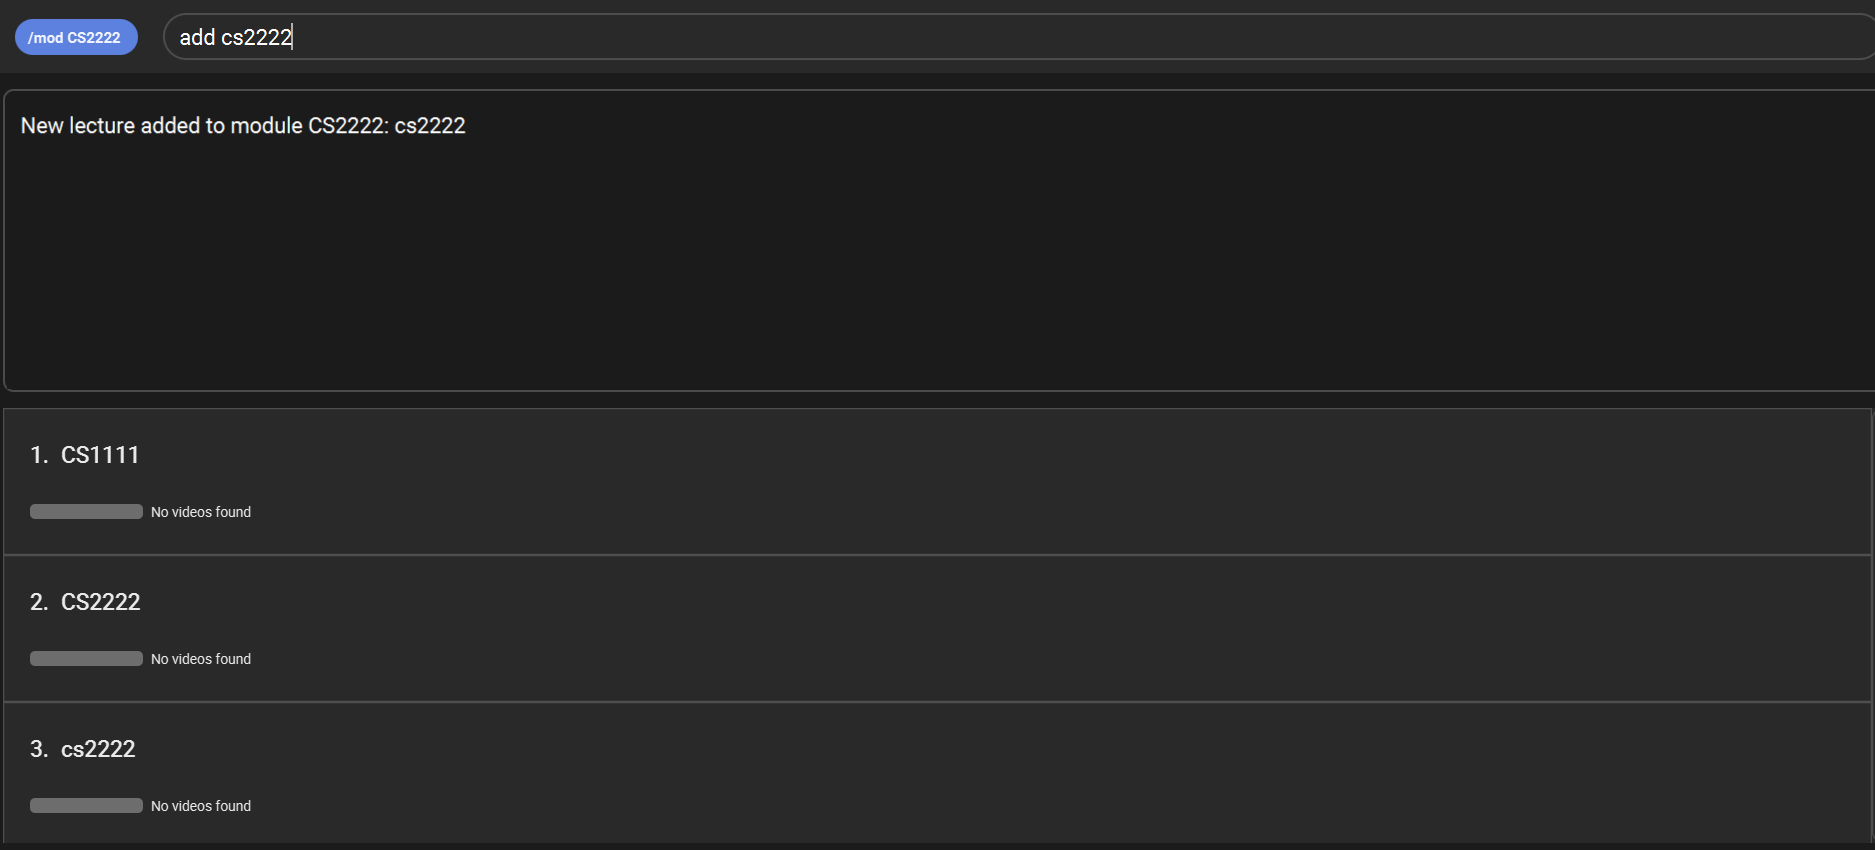 /mod CS2222
add cs2222
New lecture added to module CS2222: cs2222
1. CS1111
No videos found
2. CS2222
No videos found
3. cs2222
No videos found